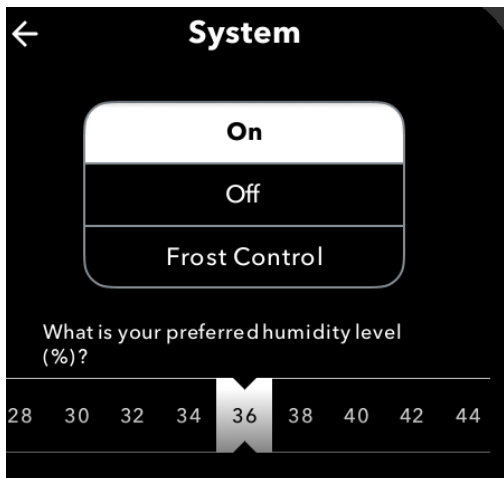 System
On
Off
Frost Control
What is your preferred humidity level
(%)?
28 30 32 34 36 38 40 42 44